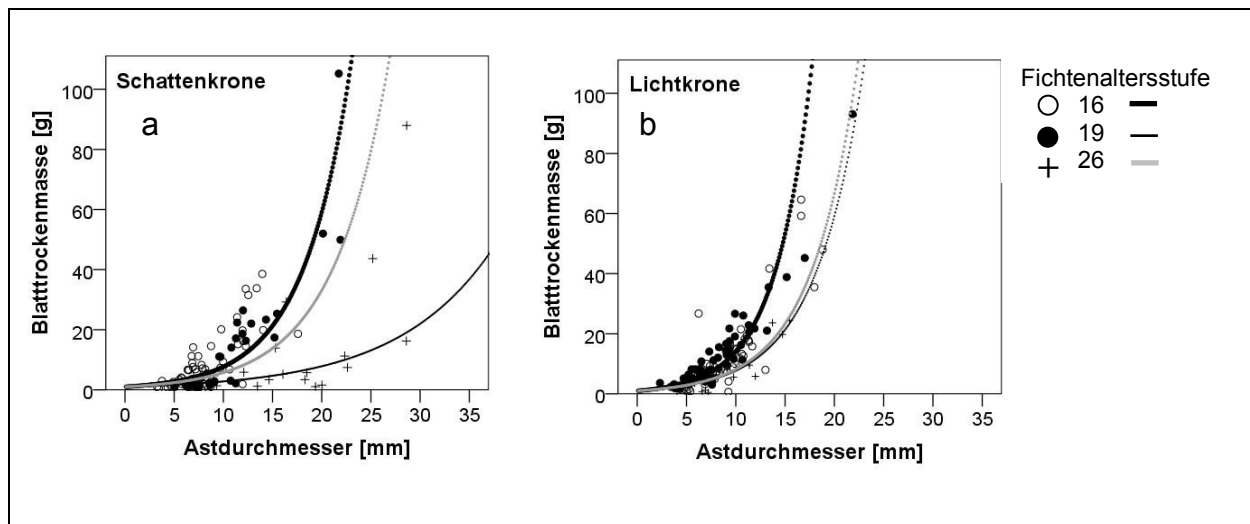 Schattenkrone
a
Blatttrockenmasse [g]
100
80
60
40
20
0
0 5 10 15 20 25 30 35
Astdurchmesser [mm]
Lichtkrone
b
Blatttrockenmasse [g]
100
80
60
40
20
0
0 5 10 15 20 25 30 35
Astdurchmesser [mm]
Fichtenaltersstufe
16
19
26